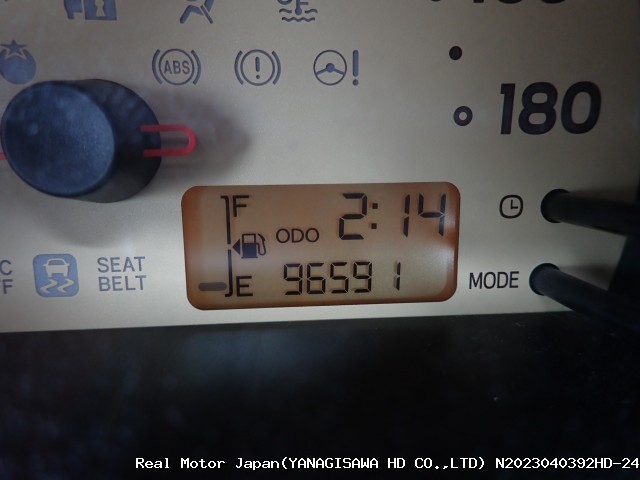 ABS
180
F
2:14
ODO
SEAT
BELT
E
96591
MODE
Real Motor Japan(YANAGISAWA HD CO.,LTD) N2023040392HD-24